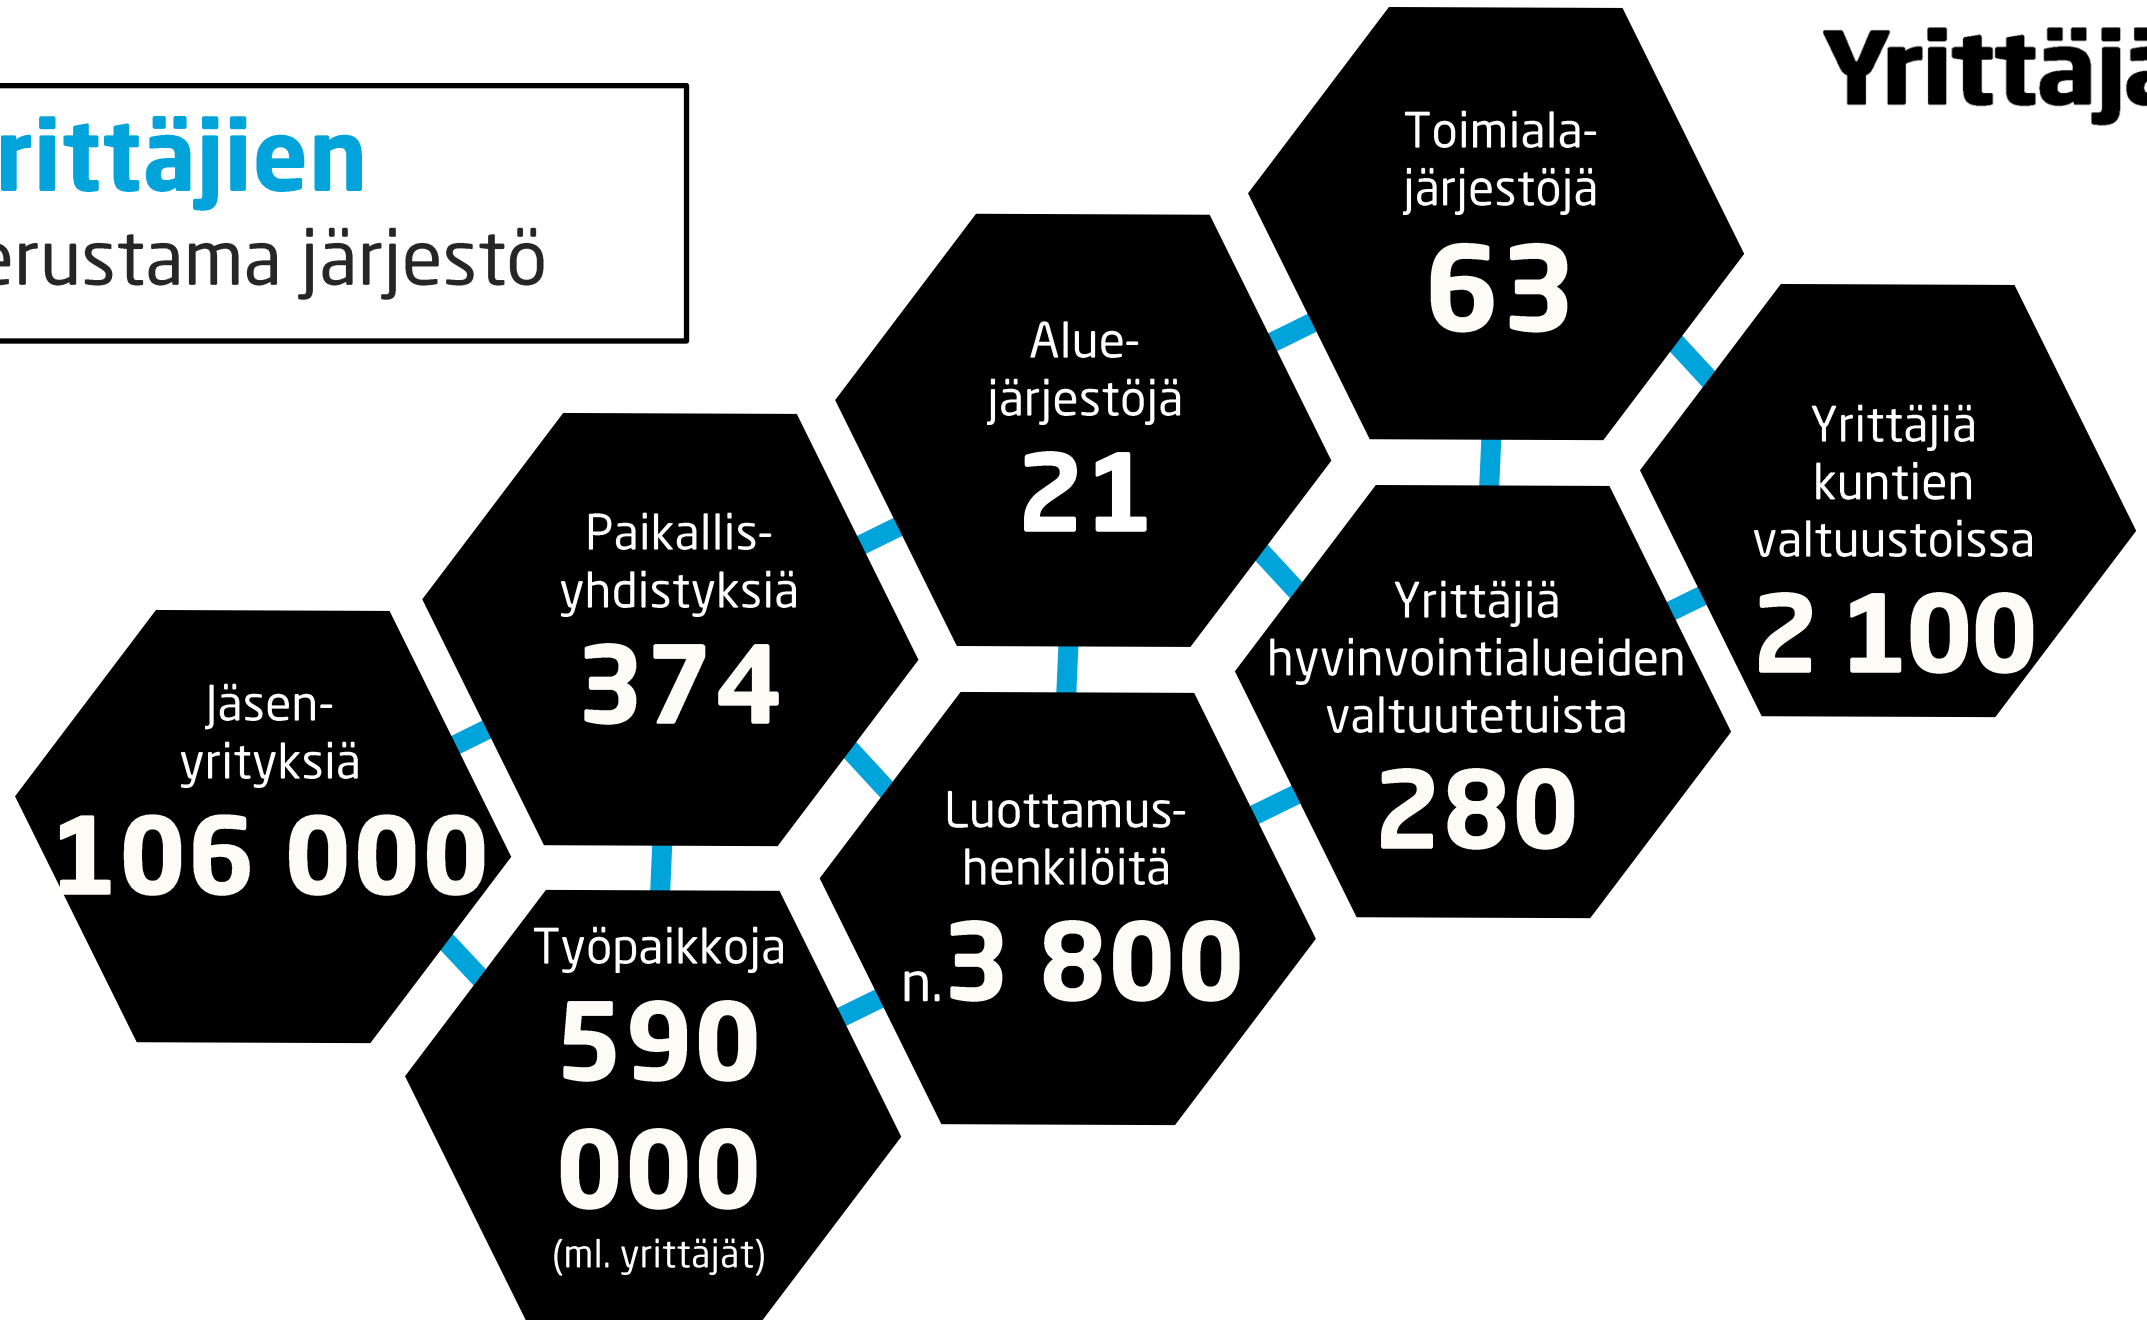 rittäjien
erustama järjestö
Yrittäjä
Toimiala-
järjestöjä
63
Alue-
järjestöjä
21
Yrittäjiä
kuntien
valtuustoissa
2 100
Paikallis-
yhdistyksiä
374
Yrittäjiä
hyvinvointialueiden
valtuutetuista
280
Jäsen-
yrityksiä
106 000
Luottamus-
henkilöitä
n.3 800
Työpaikkoja
590
000
(ml. yrittäjät)